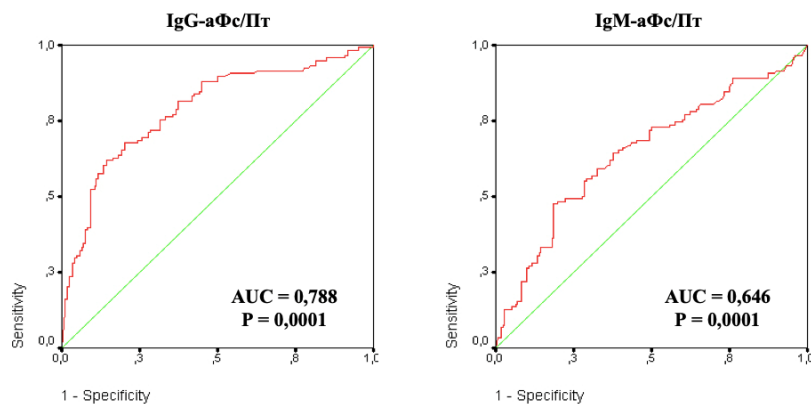 IgG-аФс/Пт
1,0
,8
,5
,3
0,0
Sensitivity
AUC = 0,788
P = 0,0001
0,0 ,3 ,5 ,8 1,0
1 - Specificity
IgM-аФс/Пт
1,0
,8
,5
,3
0,0
Sensitivity
AUC = 0,646
P = 0,0001
0,0 ,3 ,5 ,8 1,0
1 - Specificity